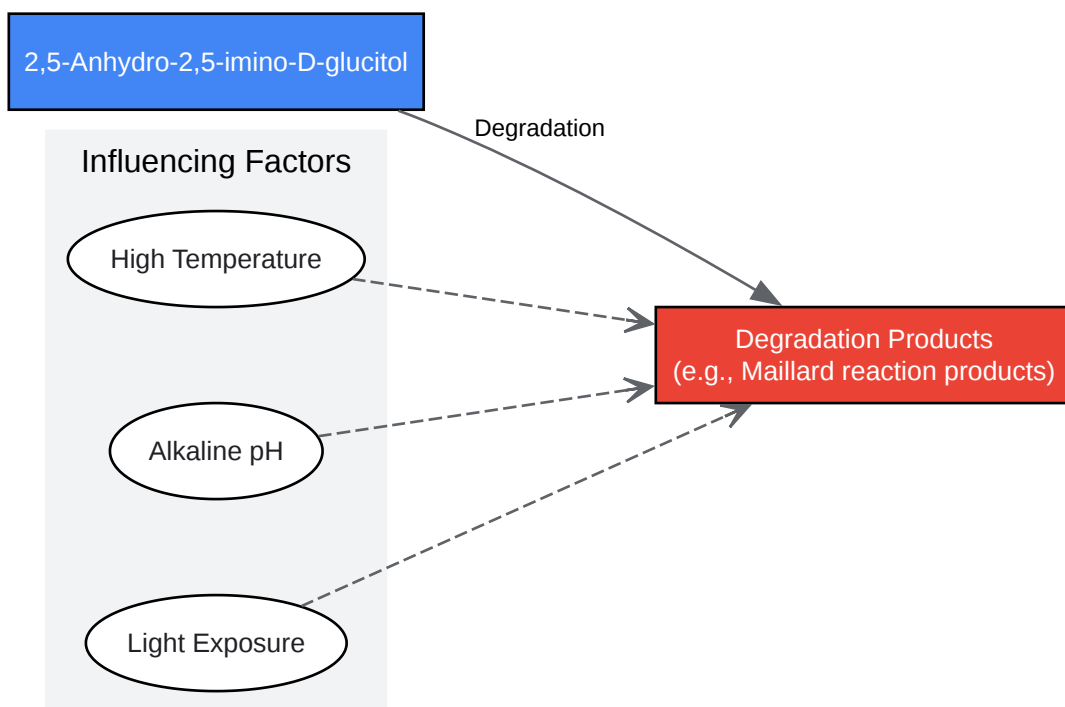 2,5-Anhydro-2,5-imino-D-glucitol
Degradation
Influencing Factors
High Temperature
Degradation Products
(e.g., Maillard reaction products)
Alkaline pH
Light Exposure